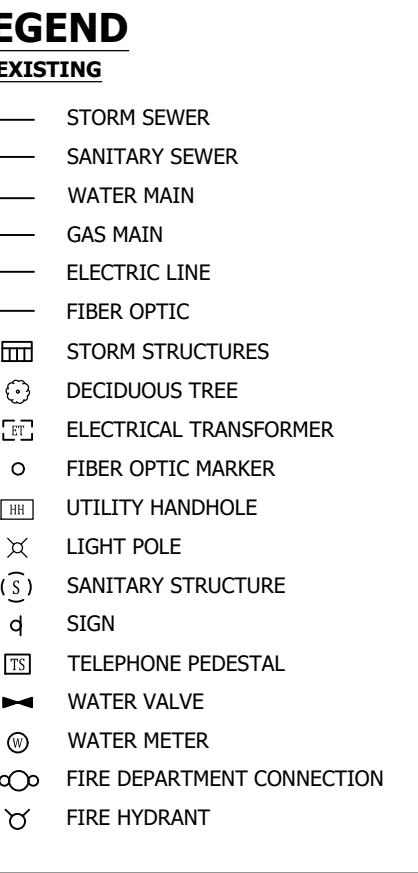 EGEND
EXISTING
STORM SEWER
SANITARY SEWER
WATER MAIN
GAS MAIN
ELECTRIC LINE
FIBER OPTIC
STORM STRUCTURES
DECIDUOUS TREE
ET ELECTRICAL TRANSFORMER
FIBER OPTIC MARKER
HH UTILITY HANDHOLE
LIGHT POLE
S SANITARY STRUCTURE
SIGN
TS TELEPHONE PEDESTAL
WATER VALVE
W WATER METER
FIRE DEPARTMENT CONNECTION
FIRE HYDRANT